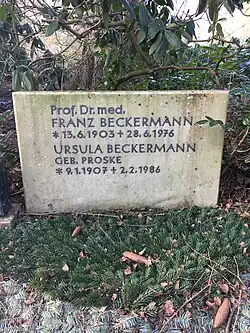 Prof. Dr. med.
FRANZ BECKERMANN
* 13.6.1903 + 28.6.1976
URSULA BECKERMANN
GEB. PROSKE
* 9.1.1907 + 2.2.1986